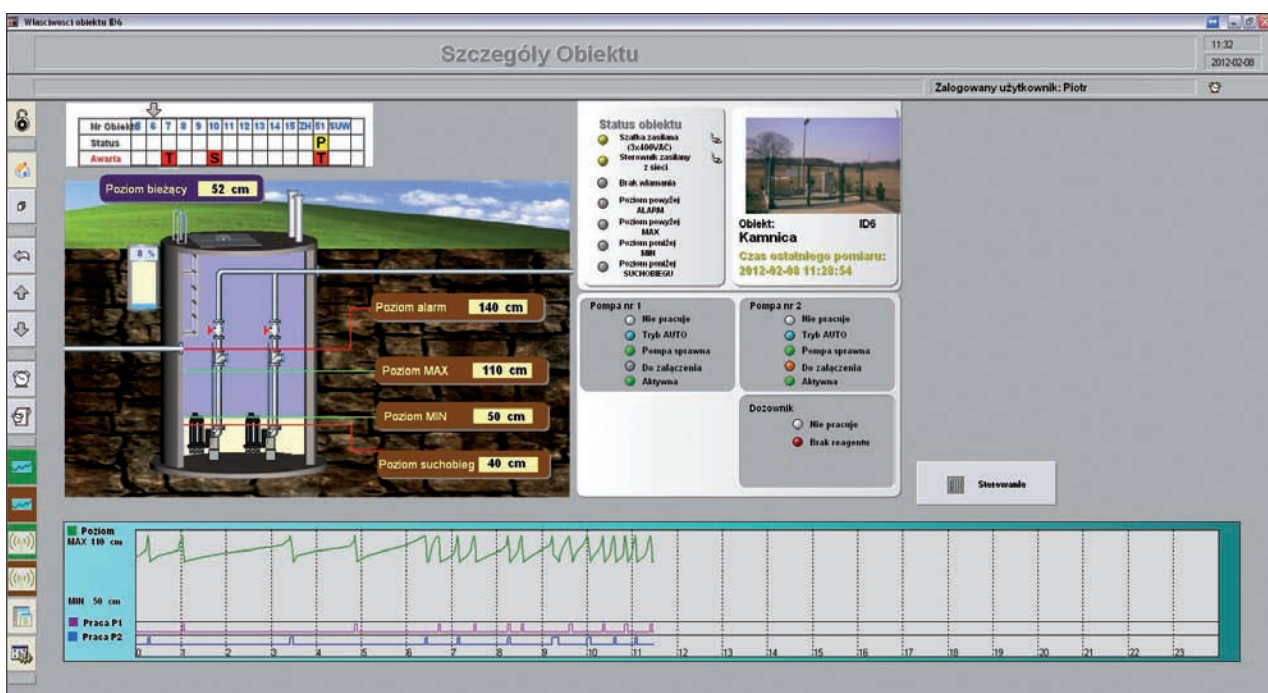 Własciwosci obiektu ID6
Szczegóły Obiektu
11:32
2012-02-08
Zalogowany użytkownik: Piotr
Nr Obiektu 5 6 7 8 9 10 11 12 13 14 15 ZH 51 SUW
Status P
Awaria T S T
Poziom bieżący 52 cm
8 %
Poziom alarm 140 cm
Poziom MAX 110 cm
Poziom MIN 50 cm
Poziom suchobieg 40 cm
Status obiektu
Szafka zasilana
(3x400VAC)
Sterownik zasilany
z sieci
Brak włamania
Poziom powyżej
ALARM
Poziom powyżej
MAX
Poziom poniżej
MIN
Poziom poniżej
SUCHOBIEGU
Obiekt: ID6
Kamnica
Czas ostatniego pomiaru:
2012-02-08 11:28:54
Pompa nr 1
Nie pracuje
Tryb AUTO
Pompa sprawna
Do załączenia
Aktywna
Pompa nr 2
Nie pracuje
Tryb AUTO
Pompa sprawna
Do załączenia
Aktywna
Dozownik
Nie pracuje
Brak reagentu
Sterowanie
Poziom
MAX 110 cm
MIN 50 cm
Praca P1
Praca P2
0 1 2 3 4 5 6 7 8 9 10 11 12 13 14 15 16 17 18 19 20 21 22 23